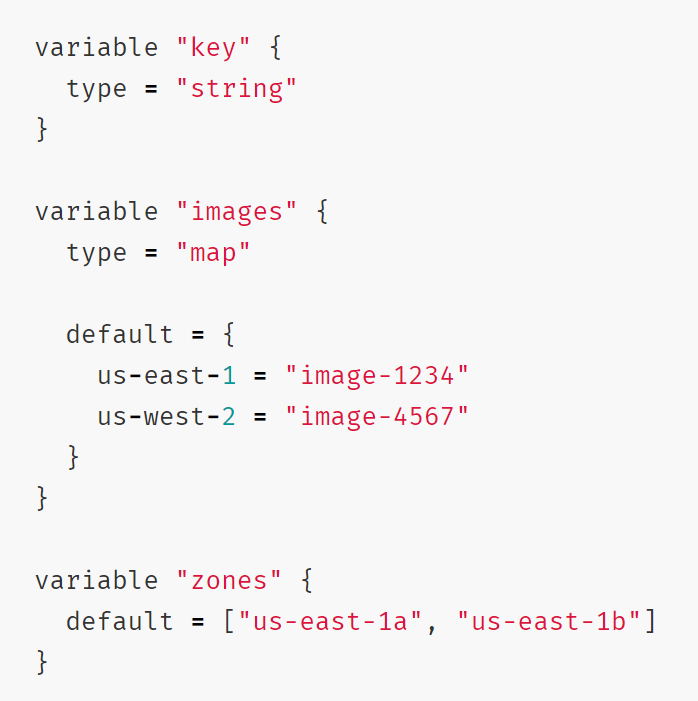 variable "key" {
  type = "string"
}

variable "images" {
  type = "map"

  default = {
    us-east-1 = "image-1234"
    us-west-2 = "image-4567"
  }
}

variable "zones" {
  default = ["us-east-1a", "us-east-1b"]
}